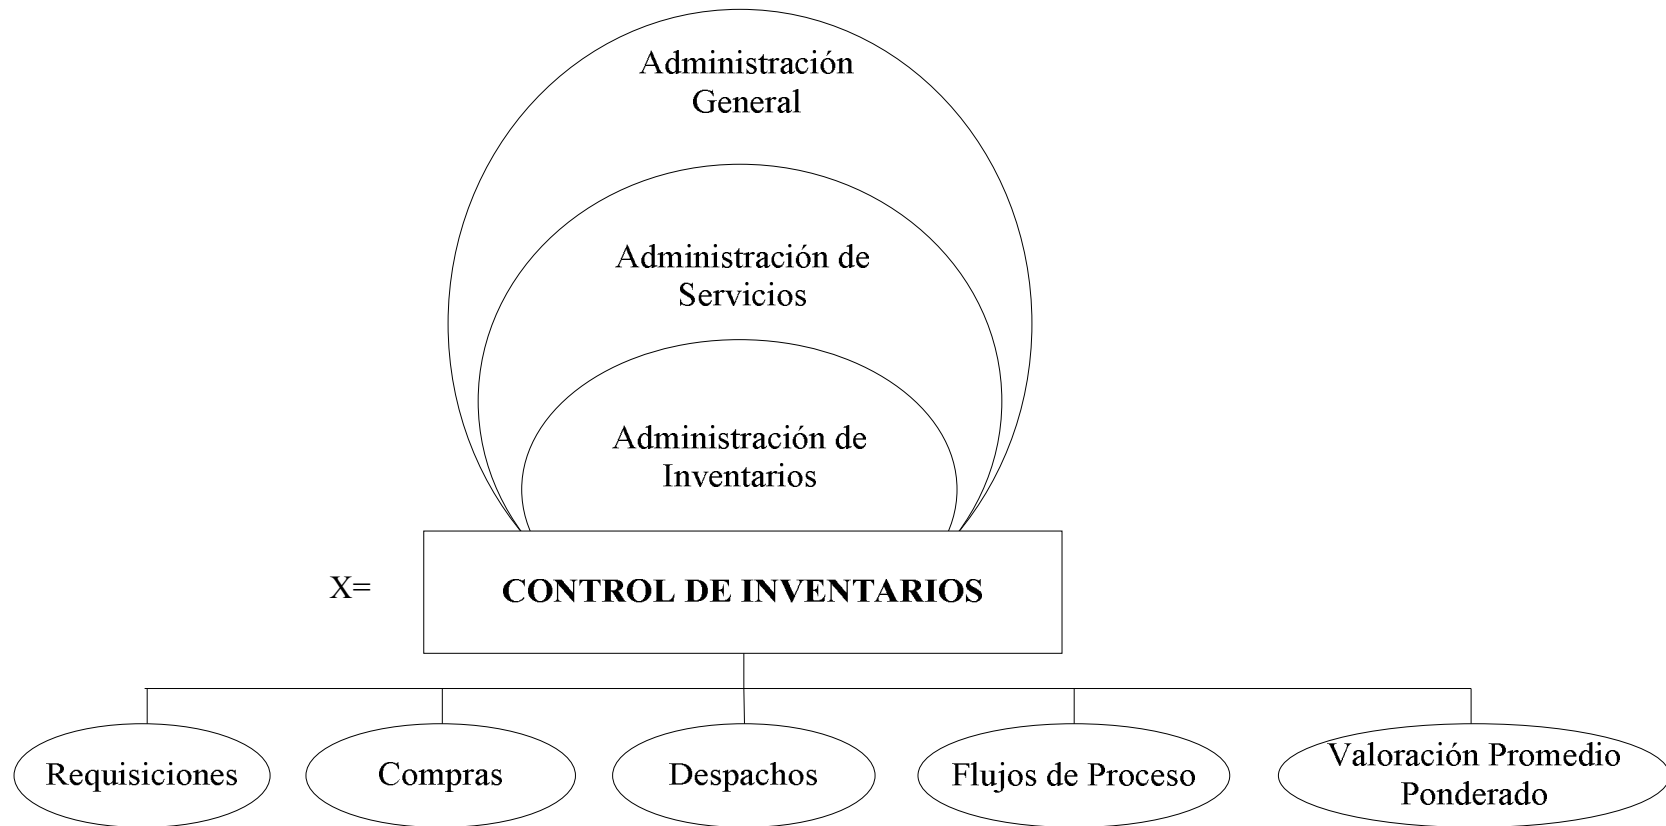 Administración
General
Administración de
Servicios
Administración de
Inventarios
X=
CONTROL DE INVENTARIOS
Requisiciones
Compras
Despachos
Flujos de Proceso
Valoración Promedio
Ponderado